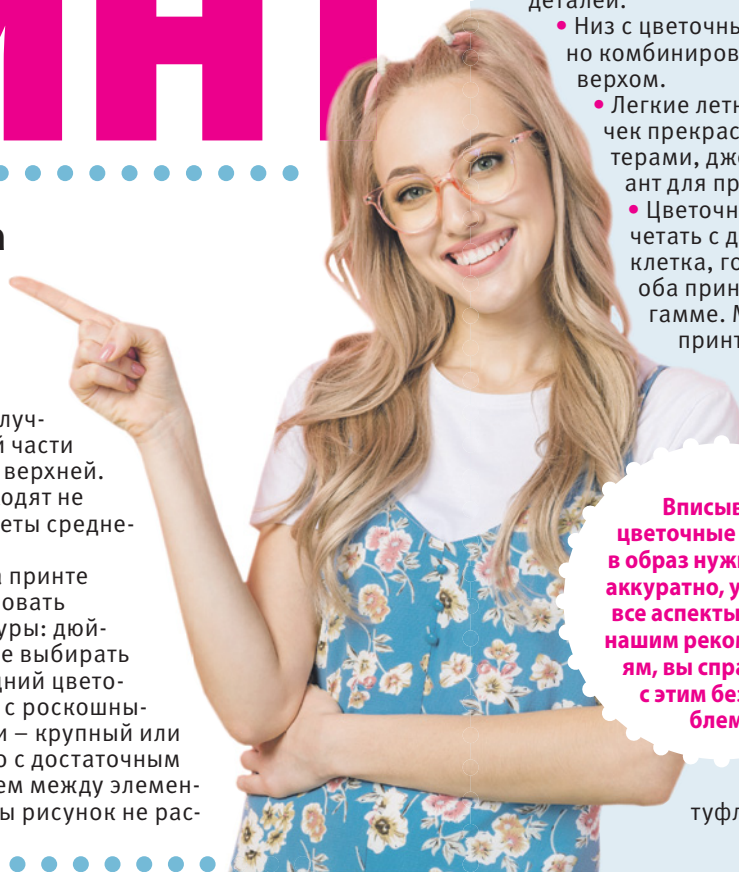 ИНТ
а
луч-
й части
верхней.
одят не
еты средне-
а принте
овать
уры: дюй-
е выбирать
дний цвето-
с роскошны-
и – крупный или
о с достаточным
ем между элемен-
ы рисунок не рас-
деталей.
• Низ с цветочны
но комбиниров
верхом.
• Легкие летн
чек прекрас
терами, дже
ант для пр
• Цветочн
четать с д
клетка, го
оба прин
гамме. М
принт
Вписыв
цветочные
в образ нуж
аккуратно, у
все аспекты
нашим реком
ям, вы спра
с этим без
блем
туфл